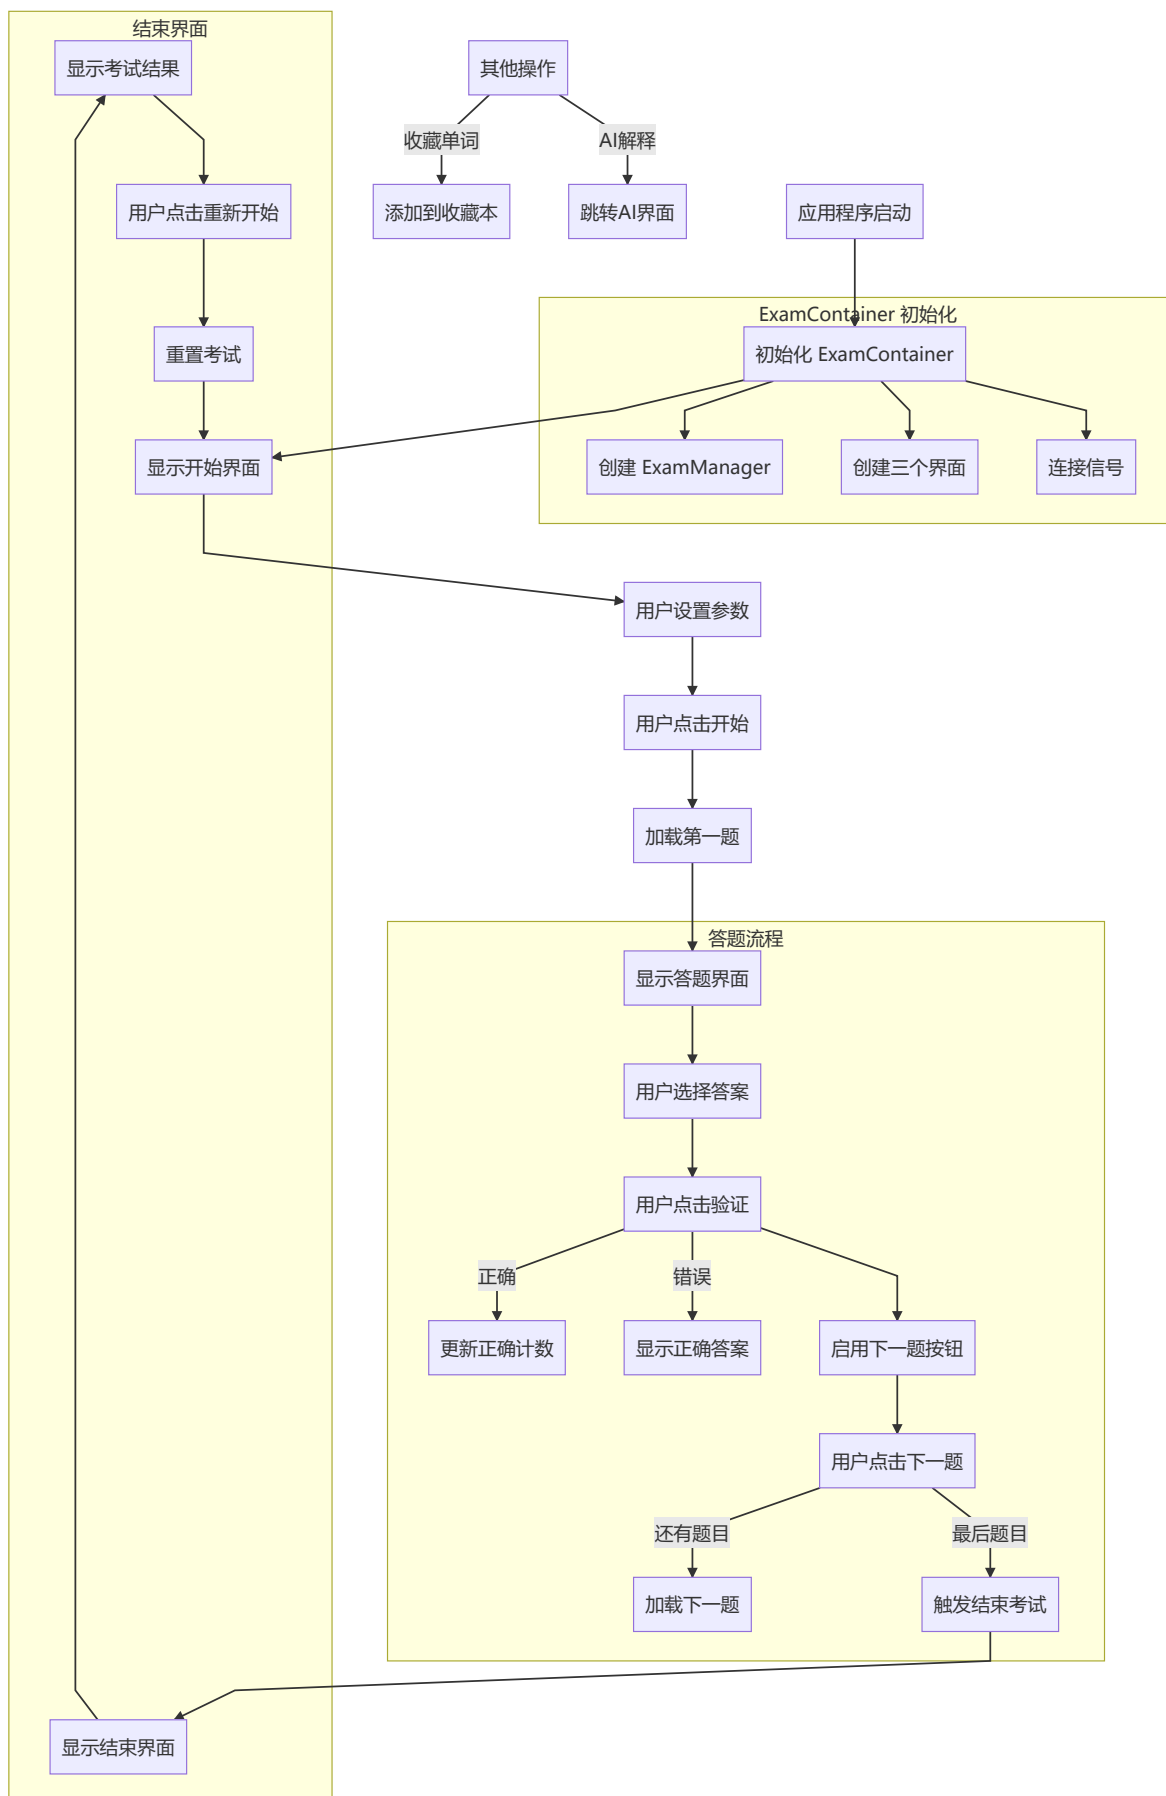 结束界面
显示考试结果
用户点击重新开始
重置考试
显示开始界面
其他操作
收藏单词
AI解释
添加到收藏本
跳转AI界面
应用程序启动
ExamContainer 初始化
初始化 ExamContainer
创建 ExamManager
创建三个界面
连接信号
用户设置参数
用户点击开始
加载第一题
答题流程
显示答题界面
用户选择答案
用户点击验证
正确
错误
更新正确计数
显示正确答案
启用下一题按钮
用户点击下一题
还有题目
最后题目
加载下一题
触发结束考试
显示结束界面